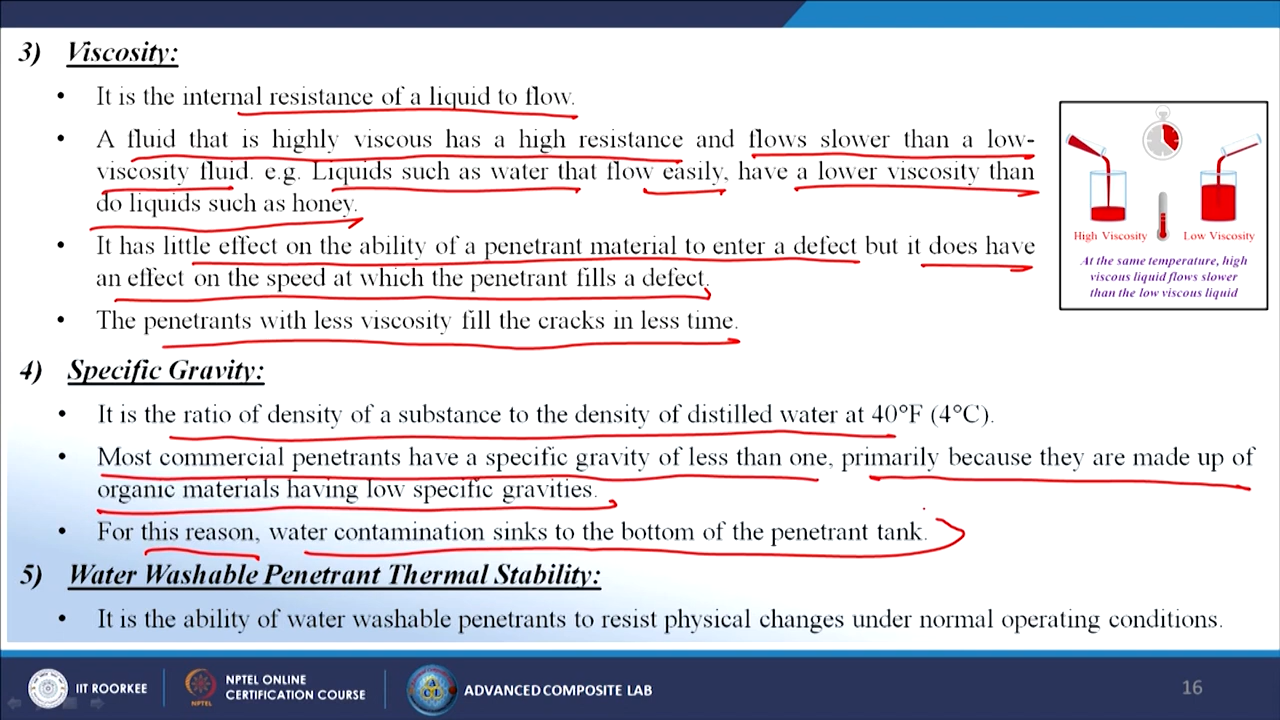 3) Viscosity:
• It is the internal resistance of a liquid to flow.
• A fluid that is highly viscous has a high resistance and flows slower than a low-
viscosity fluid. e.g. Liquids such as water that flow easily, have a lower viscosity than
do liquids such as honey.
• It has little effect on the ability of a penetrant material to enter a defect but it does have
an effect on the speed at which the penetrant fills a defect.
• The penetrants with less viscosity fill the cracks in less time.
High Viscosity Low Viscosity
At the same temperature, high
viscous liquid flows slower
than the low viscous liquid
4) Specific Gravity:
• It is the ratio of density of a substance to the density of distilled water at 40°F (4°C).
• Most commercial penetrants have a specific gravity of less than one, primarily because they are made up of
organic materials having low specific gravities.
• For this reason, water contamination sinks to the bottom of the penetrant tank.
5) Water Washable Penetrant Thermal Stability:
• It is the ability of water washable penetrants to resist physical changes under normal operating conditions.
IIT ROORKEE
NPTEL
NPTEL ONLINE
CERTIFICATION COURSE
ADVANCED COMPOSITE LAB
16